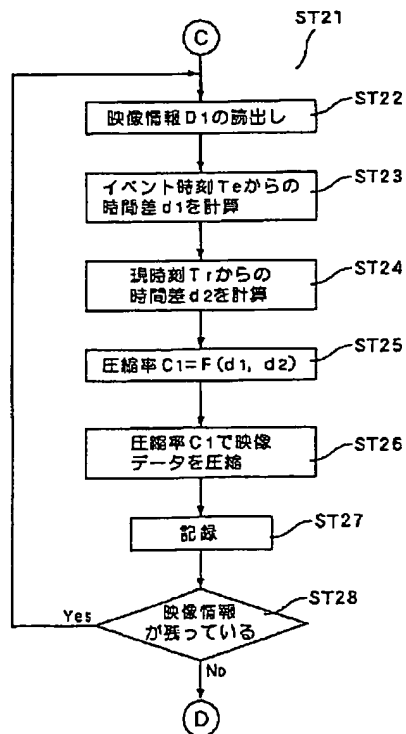 ST21
C
映像情報D1の読出し
ST22
イベント時刻Teからの
時間差d1を計算
ST23
現時刻Trからの
時間差d2を計算
ST24
圧縮率C1=F(d1, d2)
ST25
圧縮率C1で映像
データを圧縮
ST26
記録
ST27
映像情報
が残っている
ST28
Yes
No
D